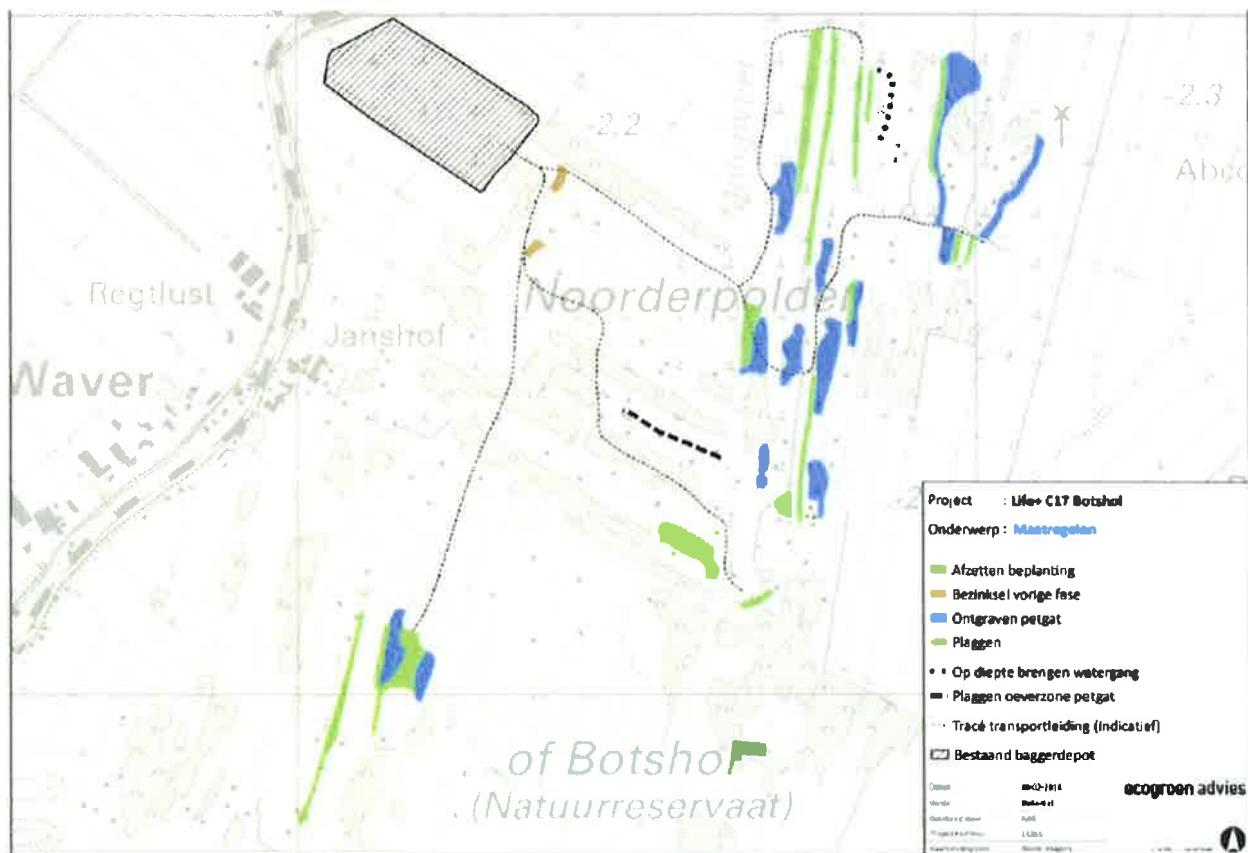 -2.2
-2.3
Regtlust
Noorderpolder
Janshof
Waver
Project : Life+ C17 Botshol
Onderwerp : Maatregelen
Afzetten beplanting
Bezinksel vorige fase
Ontgraven petgat
Plaggen
Op diepte brengen watergang
Plaggen oeverzone petgat
Tracé transportleiding (indicatief)
of Botshol
Bestaand baggerdepot
(Natuurreservaat)
ecogroen advies